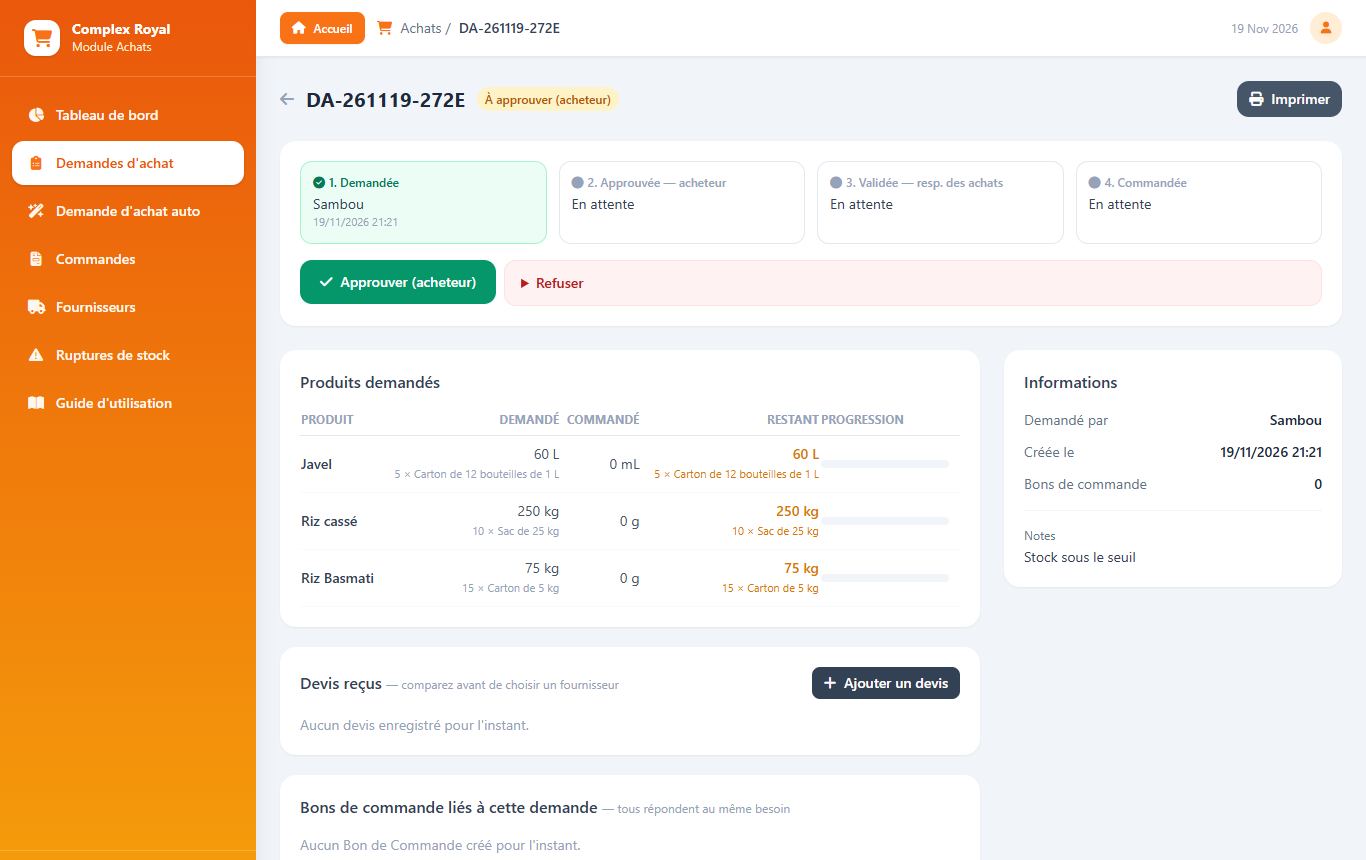 Complex Royal
Module Achats
Tableau de bord
Demandes d'achat
Demande d'achat auto
Commandes
Fournisseurs
Ruptures de stock
Guide d'utilisation
Accueil Achats / DA-261119-272E 19 Nov 2026
DA-261119-272E À approuver (acheteur) Imprimer
1. Demandée
Sambou
19/11/2026 21:21
2. Approuvée — acheteur
En attente
3. Validée — resp. des achats
En attente
4. Commandée
En attente
Approuver (acheteur) Refuser
Produits demandés
PRODUIT DEMANDÉ COMMANDÉ RESTANT PROGRESSION
Javel 60 L 0 mL 60 L
5 × Carton de 12 bouteilles de 1 L 5 × Carton de 12 bouteilles de 1 L
Riz cassé 250 kg 0 g 250 kg
10 × Sac de 25 kg 10 × Sac de 25 kg
Riz Basmati 75 kg 0 g 75 kg
15 × Carton de 5 kg 15 × Carton de 5 kg
Informations
Demandé par Sambou
Créée le 19/11/2026 21:21
Bons de commande 0
Notes
Stock sous le seuil
Devis reçus — comparez avant de choisir un fournisseur Ajouter un devis
Aucun devis enregistré pour l'instant.
Bons de commande liés à cette demande — tous répondent au même besoin
Aucun Bon de Commande créé pour l'instant.